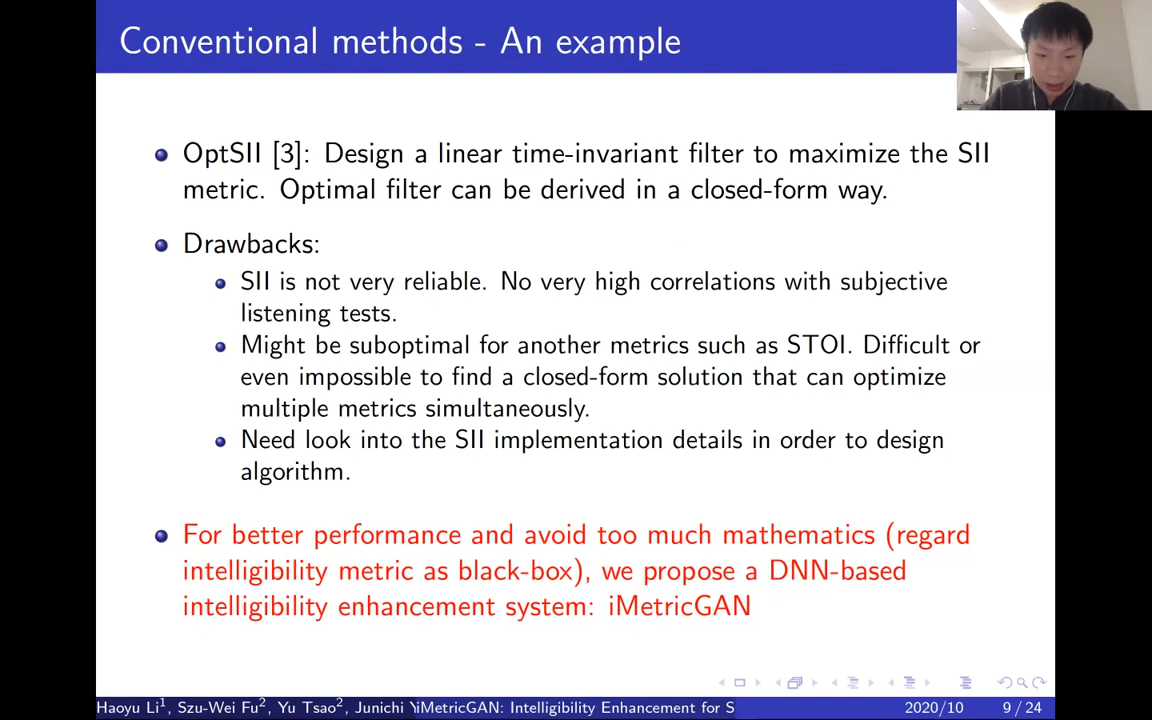 Conventional methods - An example
OptSII [3]: Design a linear time-invariant filter to maximize the SII
metric. Optimal filter can be derived in a closed-form way.
Drawbacks:
SII is not very reliable. No very high correlations with subjective
listening tests.
Might be suboptimal for another metrics such as STOI. Difficult or
even impossible to find a closed-form solution that can optimize
multiple metrics simultaneously.
Need look into the SII implementation details in order to design
algorithm.
For better performance and avoid too much mathematics (regard
intelligibility metric as black-box), we propose a DNN-based
intelligibility enhancement system: iMetricGAN
Haoyu Li1, Szu-Wei Fu2, Yu Tsao2, Junichi Y iMetricGAN: Intelligibility Enhancement for S 2020/10 9 / 24